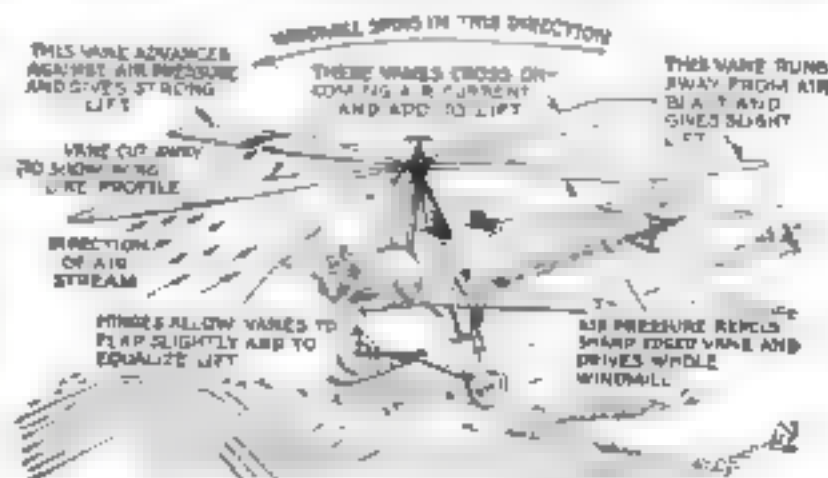 WINDMILL SPINS IN THIS DIRECTION
THIS VANE ADVANCES
AGAINST AIR PRESSURE
AND GIVES STRONG
LIFT
THESE VANES CROSS ON-
COMING AIR CURRENT
AND ADD TO LIFT
THIS VANE RUNS
AWAY FROM AIR
BLAST AND
GIVES SLIGHT
LIFT
VANE CUT AWAY
TO SHOW WING
LIKE PROFILE
DIRECTION
OF AIR
STREAM
HINGES ALLOW VANES TO
FLAP SLIGHTLY AND TO
EQUALIZE LIFT
AIR PRESSURE REPELS
SHARP EDGED VANE AND
DRIVES WHOLE
WINDMILL